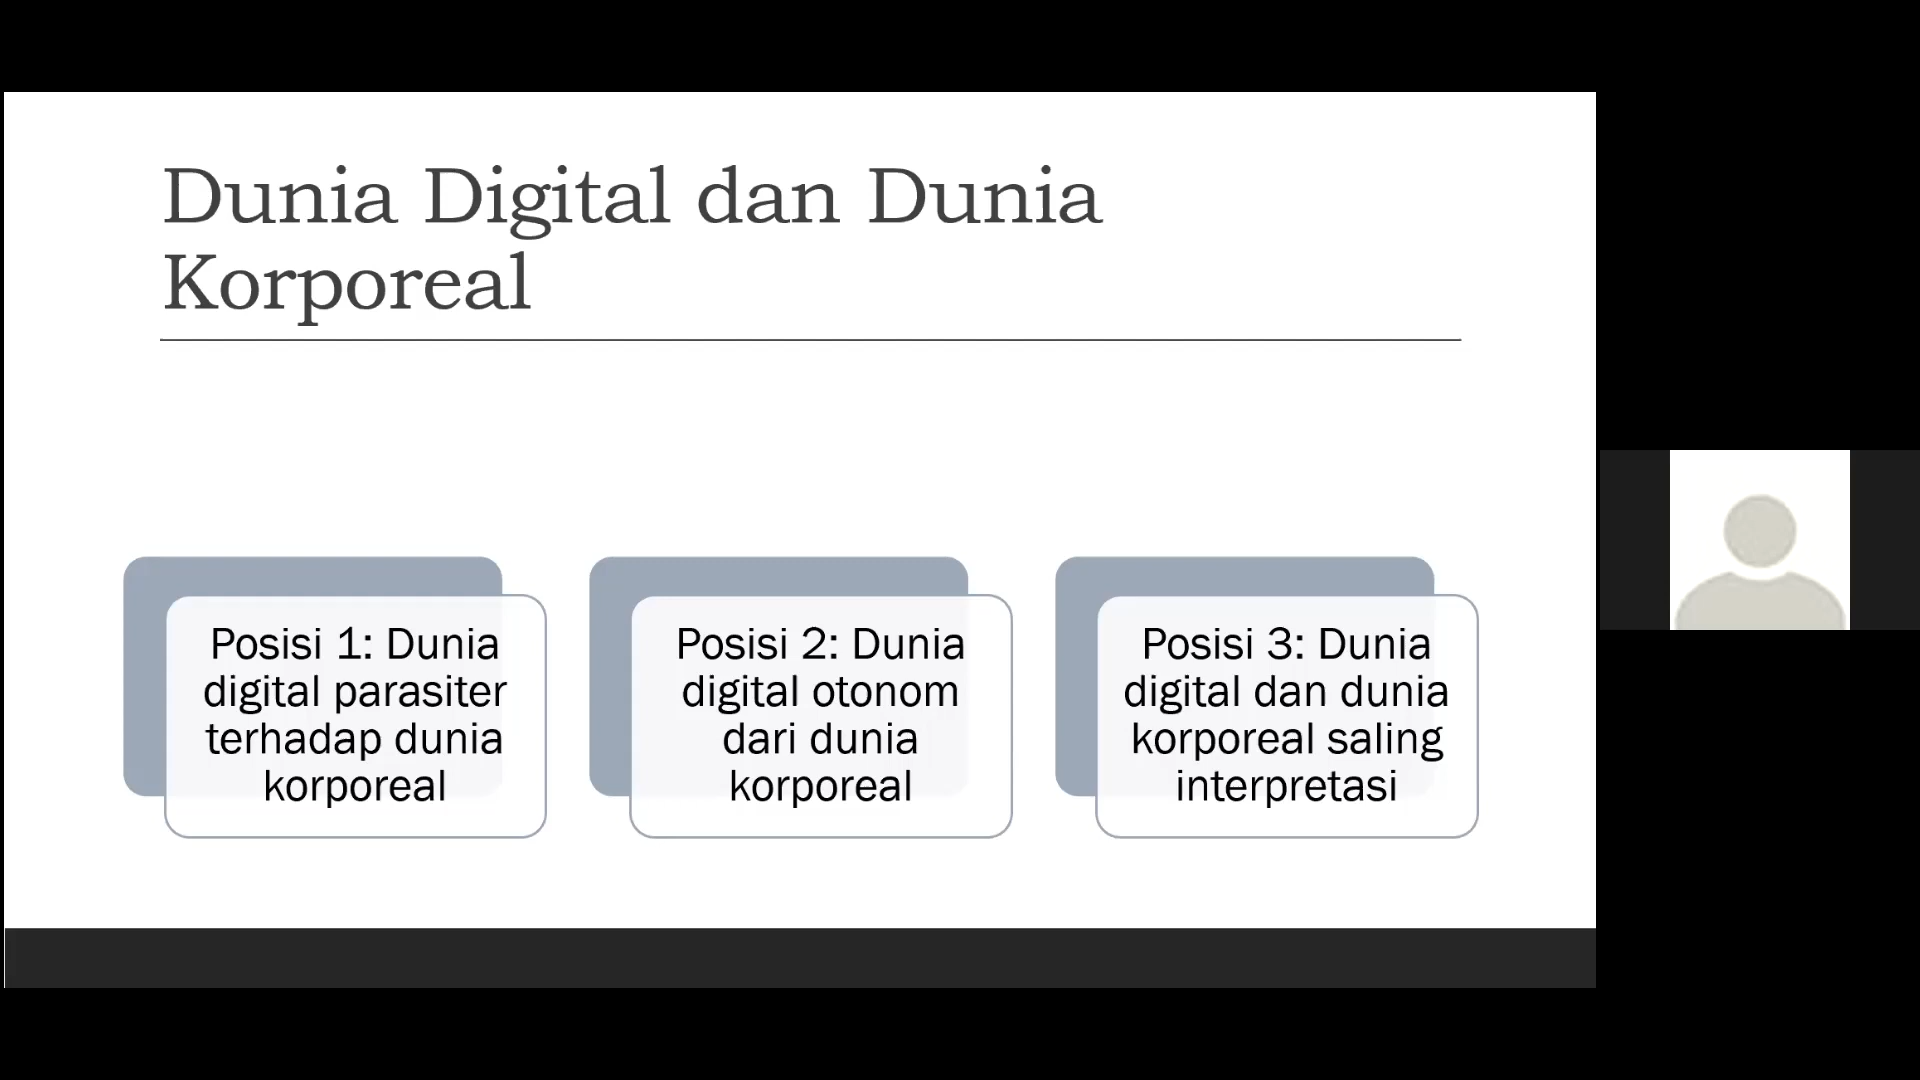 Dunia Digital dan Dunia
Korporeal
Posisi 1: Dunia
digital parasiter
terhadap dunia
korporeal
Posisi 2: Dunia
digital otonom
dari dunia
korporeal
Posisi 3: Dunia
digital dan dunia
korporeal saling
interpretasi